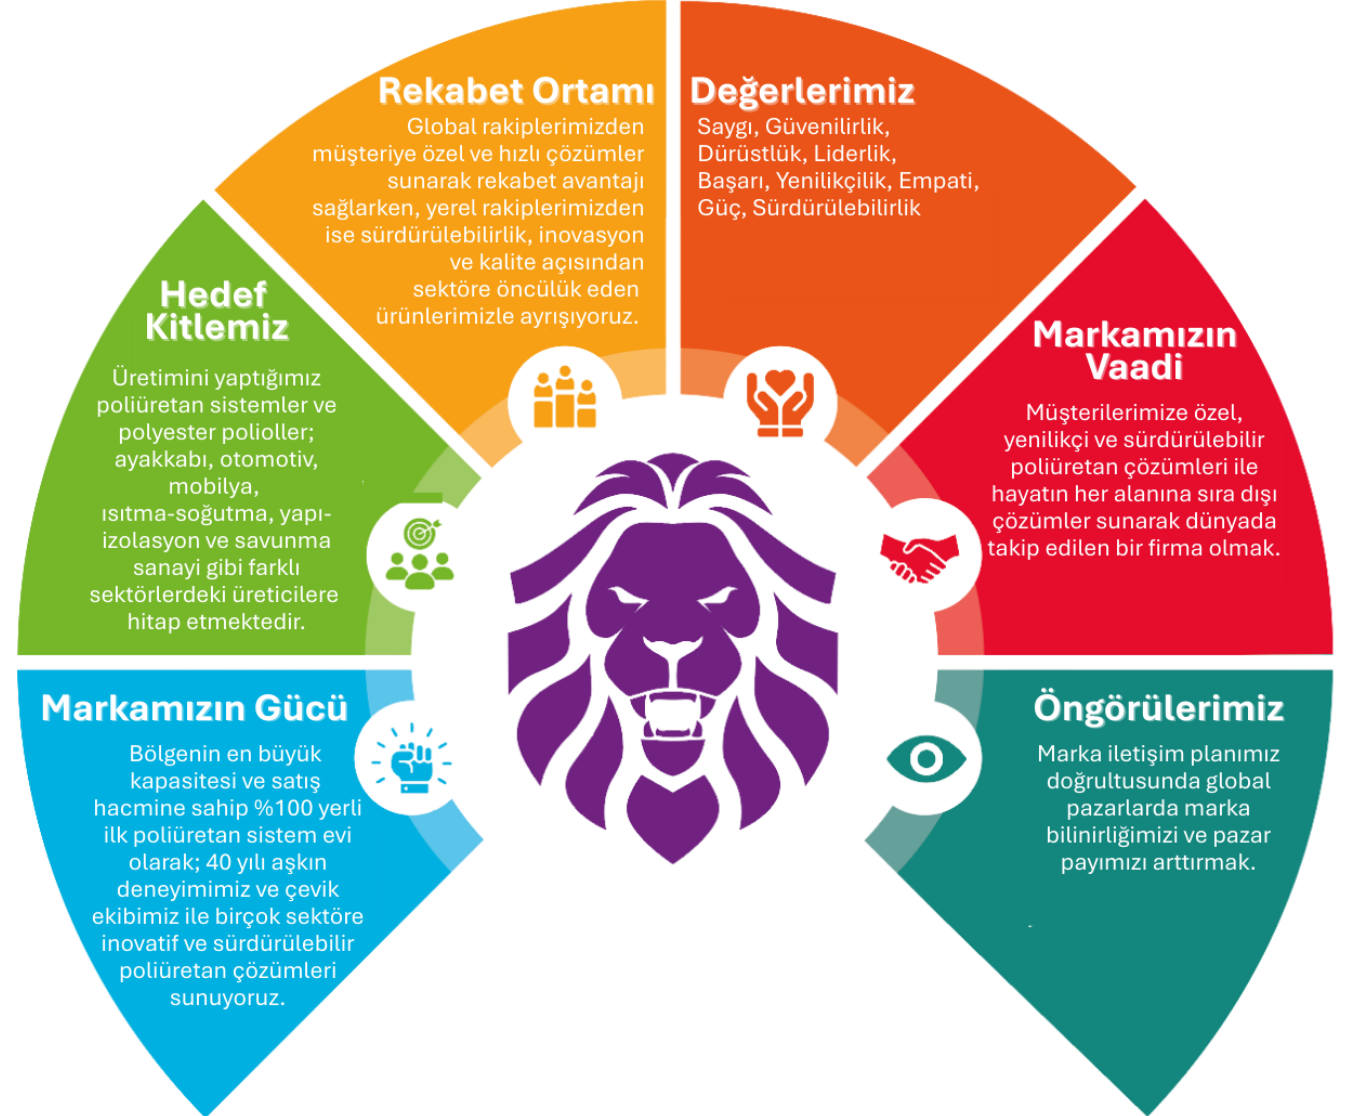 Rekabet Ortamı
Global rakiplerimizden
müşteriye özel ve hızlı çözümler
sunarak rekabet avantajı
sağlarken, yerel rakiplerimizden
ise sürdürülebilirlik, inovasyon
ve kalite açısından
sektöre öncülük eden
ürünlerimizle ayrışıyoruz.
Değerlerimiz
Saygı, Güvenilirlik,
Dürüstlük, Liderlik,
Başarı, Yenilikçilik, Empati,
Güç, Sürdürülebilirlik
Hedef
Kitlemiz
Üretimini yaptığımız
poliüretan sistemler ve
polyester polioller;
ayakkabı, otomotiv,
mobilya,
ısıtma-soğutma, yapı-
izolasyon ve savunma
sanayi gibi farklı
sektörlerdeki üreticilere
hitap etmektedir.
Markamızın
Vaadi
Müşterilerimize özel,
yenilikçi ve sürdürülebilir
poliüretan çözümleri ile
hayatın her alanına sıra dışı
çözümler sunarak dünyada
takip edilen bir firma olmak.
Markamızın Gücü
Bölgenin en büyük
kapasitesi ve satış
hacmine sahip %100 yerli
ilk poliüretan sistem evi
olarak; 40 yılı aşkın
deneyimimiz ve çevik
ekibimiz ile birçok sektöre
inovatif ve sürdürülebilir
poliüretan çözümleri
sunuyoruz.
Öngörülerimiz
Marka iletişim planımız
doğrultusunda global
pazarlarda marka
bilinirliğimizi ve pazar
payımızı arttırmak.